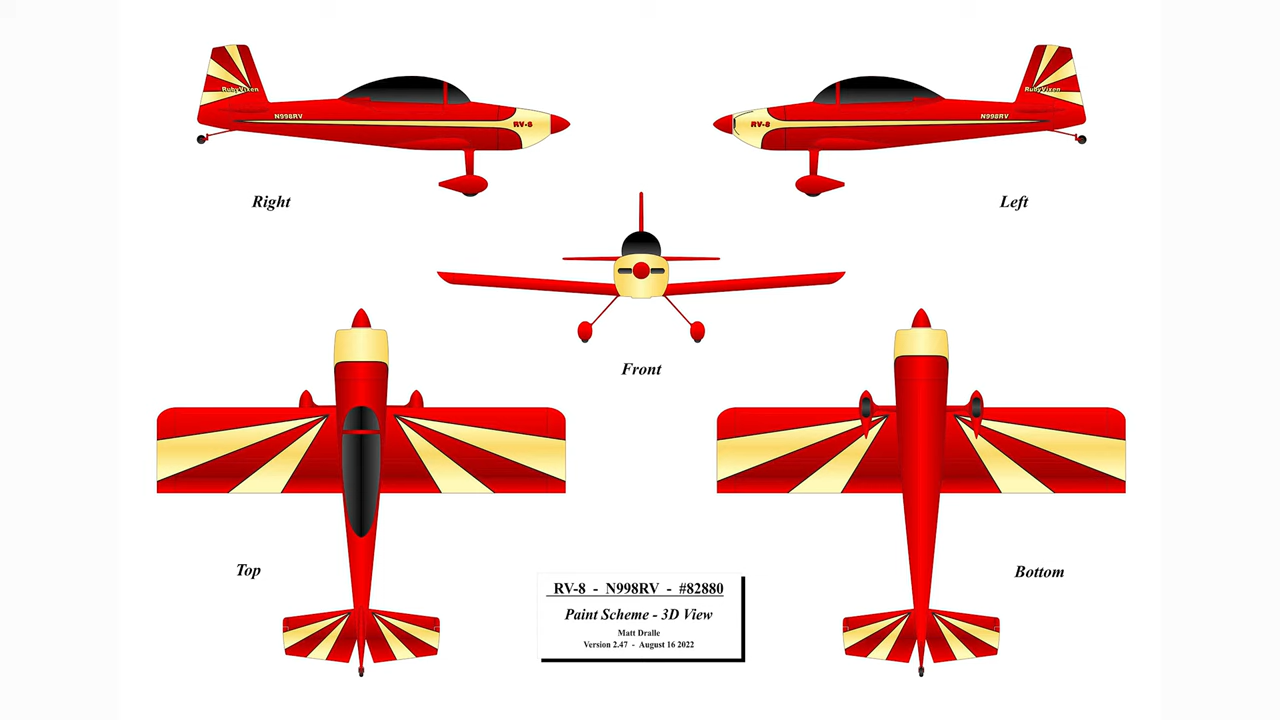 RubyVixen
N998RV
RV-8
RubyVixen
N998RV
RV-8
Right
Left
Front
Top
Bottom
RV-8 - N998RV - #82880
Paint Scheme - 3D View
Matt Dralle
Version 2.47 - August 16 2022